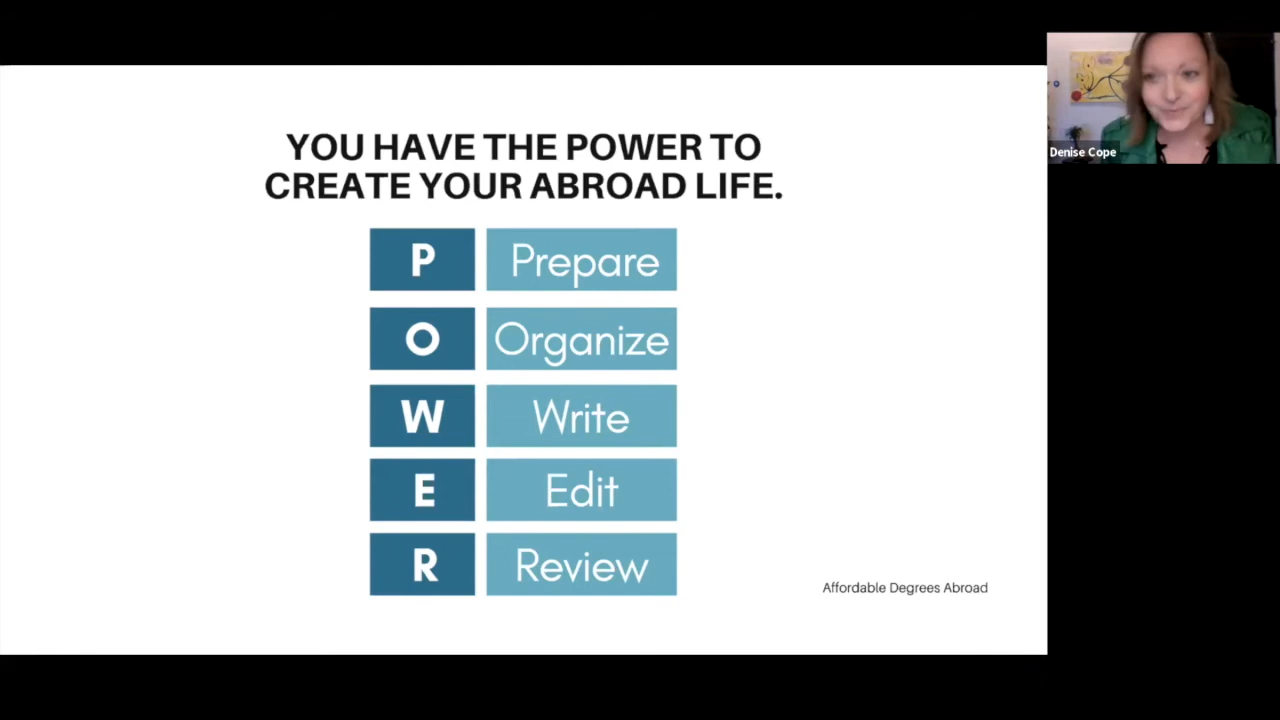 YOU HAVE THE POWER TO
CREATE YOUR ABROAD LIFE.
P Prepare
O Organize
W Write
E Edit
R Review
Affordable Degrees Abroad
Denise Cope